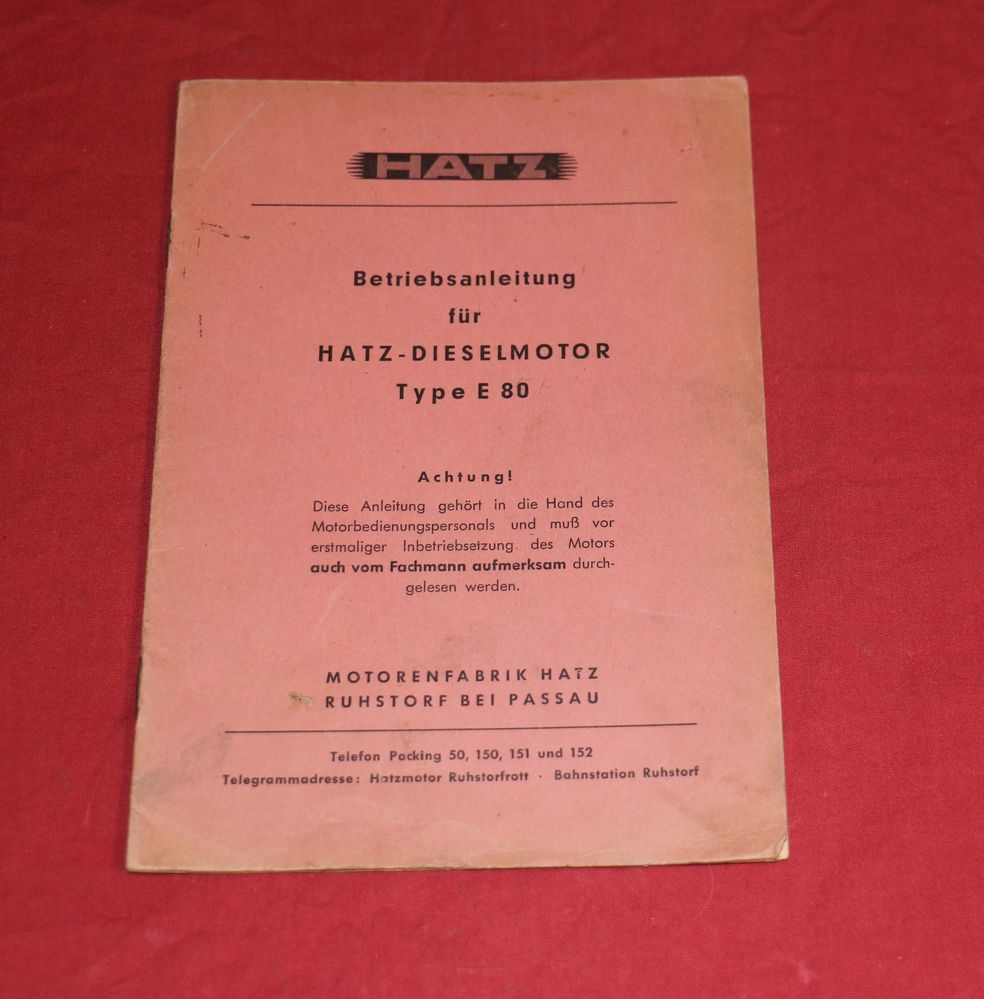 HATZ
Betriebsanleitung
für
HATZ-DIESELMOTOR
Type E 80
Achtung!
Diese Anleitung gehört in die Hand des
Motorbedienungspersonals und muß vor
erstmaliger Inbetriebsetzung des Motors
auch vom Fachmann aufmerksam durch-
gelesen werden.
MOTORENFABRIK HATZ
RUHSTORF BEI PASSAU
Telefon Pocking 50, 150, 151 und 152
Telegrammadresse: Hatzmotor Ruhstorfrott · Bahnstation Ruhstorf